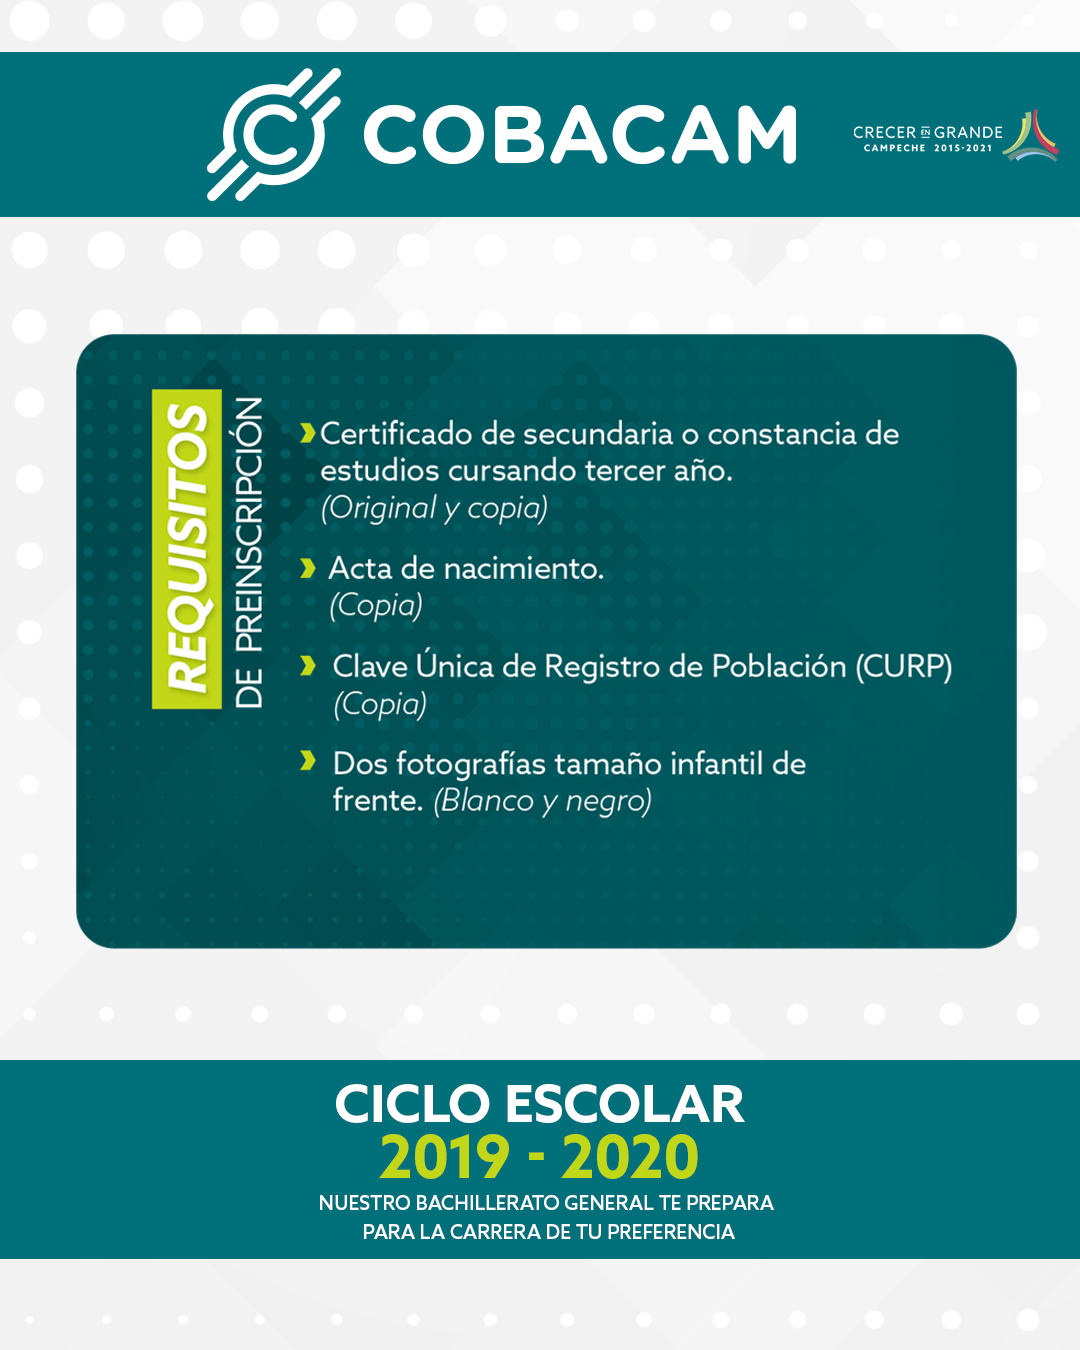 COBACAM
CRECER EN GRANDE
CAMPECHE 2015-2021
REQUISITOS
DE PREINSCRIPCIÓN
Certificado de secundaria o constancia de
estudios cursando tercer año.
(Original y copia)
Acta de nacimiento.
(Copia)
Clave Única de Registro de Población (CURP)
(Copia)
Dos fotografías tamaño infantil de
frente. (Blanco y negro)
CICLO ESCOLAR
2019 - 2020
NUESTRO BACHILLERATO GENERAL TE PREPARA
PARA LA CARRERA DE TU PREFERENCIA